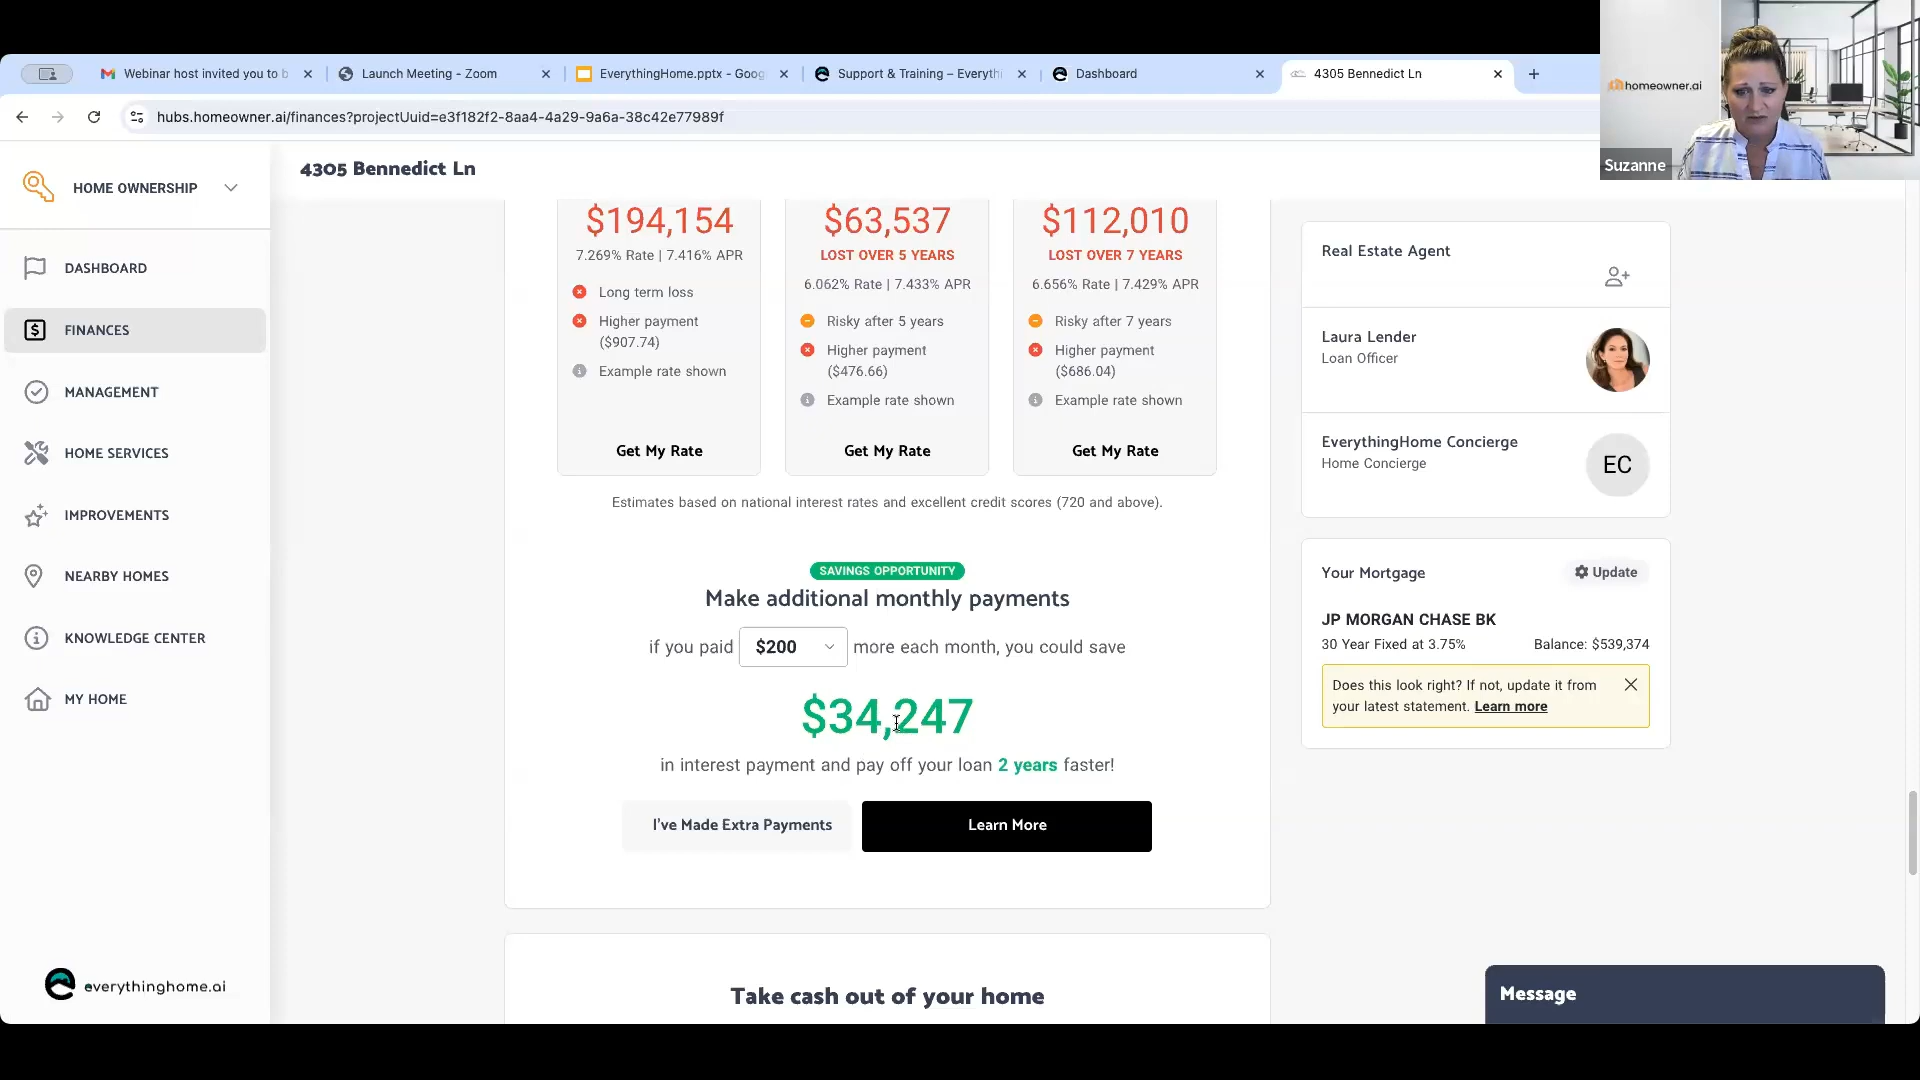 Webinar host invited you to b
Launch Meeting - Zoom
EverythingHome.pptx - Goog
Support & Training – Everyth
Dashboard
4305 Bennedict Ln
hubs.homeowner.ai/finances?projectUuid=e3f182f2-8aa4-4a29-9a6a-38c42e77989f
homeowner.ai
Suzanne
HOME OWNERSHIP
DASHBOARD
FINANCES
MANAGEMENT
HOME SERVICES
IMPROVEMENTS
NEARBY HOMES
KNOWLEDGE CENTER
MY HOME
everythinghome.ai
4305 Bennedict Ln
$194,154
7.269% Rate | 7.416% APR
Long term loss
Higher payment
($907.74)
Example rate shown
Get My Rate
$63,537
LOST OVER 5 YEARS
6.062% Rate | 7.433% APR
Risky after 5 years
Higher payment
($476.66)
Example rate shown
Get My Rate
$112,010
LOST OVER 7 YEARS
6.656% Rate | 7.429% APR
Risky after 7 years
Higher payment
($686.04)
Example rate shown
Get My Rate
Estimates based on national interest rates and excellent credit scores (720 and above).
SAVINGS OPPORTUNITY
Make additional monthly payments
if you paid $200 more each month, you could save
$34,247
in interest payment and pay off your loan 2 years faster!
I've Made Extra Payments
Learn More
Take cash out of your home
Real Estate Agent
Laura Lender
Loan Officer
EverythingHome Concierge
Home Concierge
EC
Your Mortgage
Update
JP MORGAN CHASE BK
30 Year Fixed at 3.75% Balance: $539,374
Does this look right? If not, update it from
your latest statement. Learn more
Message